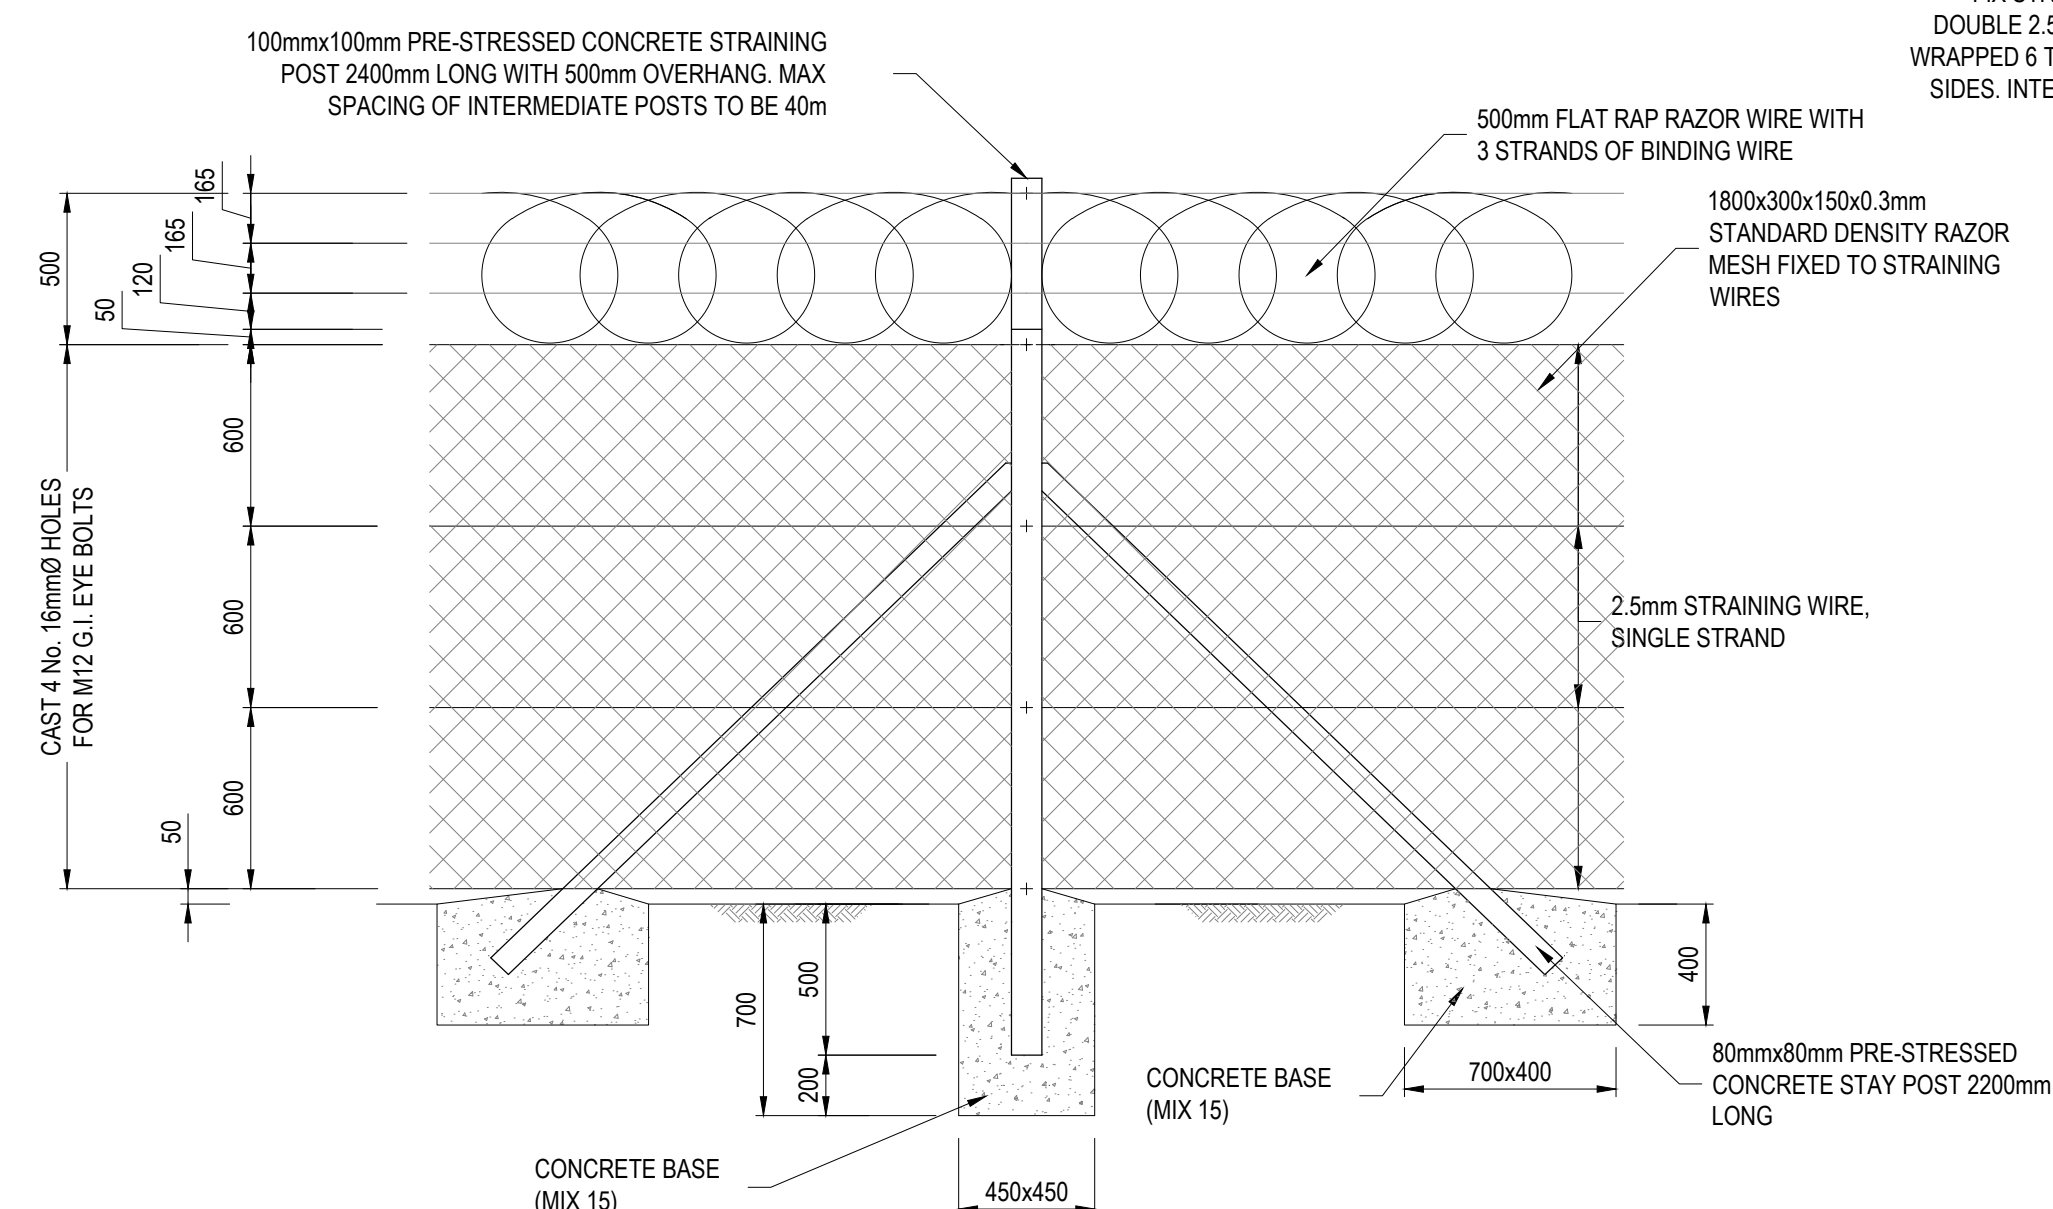 100mmx100mm PRE-STRESSED CONCRETE STRAINING
POST 2400mm LONG WITH 500mm OVERHANG. MAX
SPACING OF INTERMEDIATE POSTS TO BE 40m
DOUBLE 2.5
WRAPPED 6 T
SIDES. INTE
500mm FLAT RAP RAZOR WIRE WITH
3 STRANDS OF BINDING WIRE
1800x300x150x0.3mm
STANDARD DENSITY RAZOR
MESH FIXED TO STRAINING
WIRES
165
165
120
50
500
600
600
600
50
CAST 4 No. 16mmØ HOLES
FOR M12 G.I. EYE BOLTS
2.5mm STRAINING WIRE,
SINGLE STRAND
500
700
200
400
700x400
80mmx80mm PRE-STRESSED
CONCRETE STAY POST 2200mm
LONG
CONCRETE BASE
(MIX 15)
CONCRETE BASE
(MIX 15)
450x450